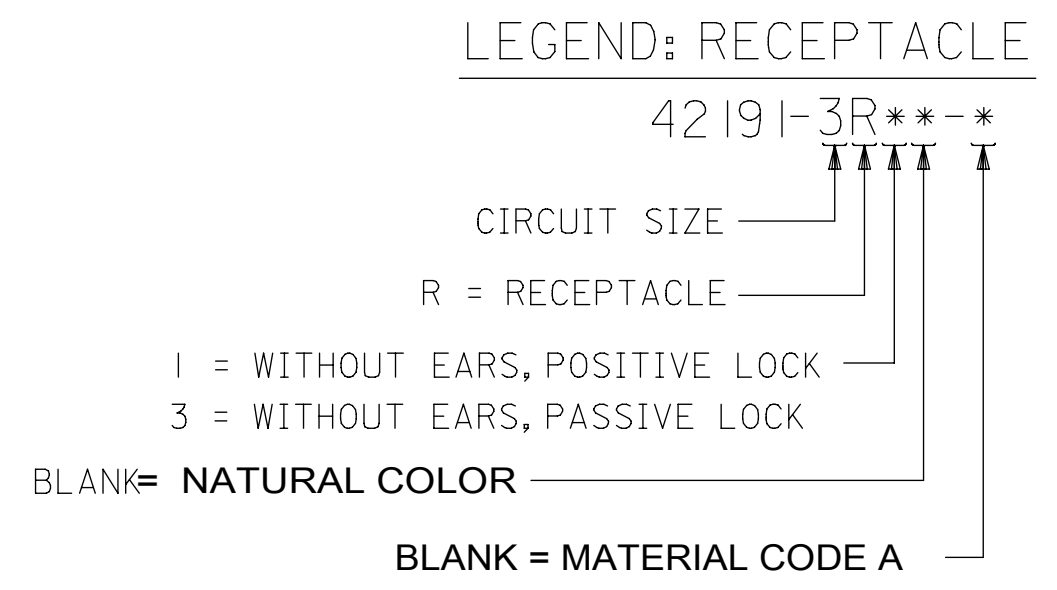 LEGEND: RECEPTACLE
42191-3R**-*
CIRCUIT SIZE
R = RECEPTACLE
1 = WITHOUT EARS, POSITIVE LOCK
3 = WITHOUT EARS, PASSIVE LOCK
BLANK= NATURAL COLOR
BLANK = MATERIAL CODE A